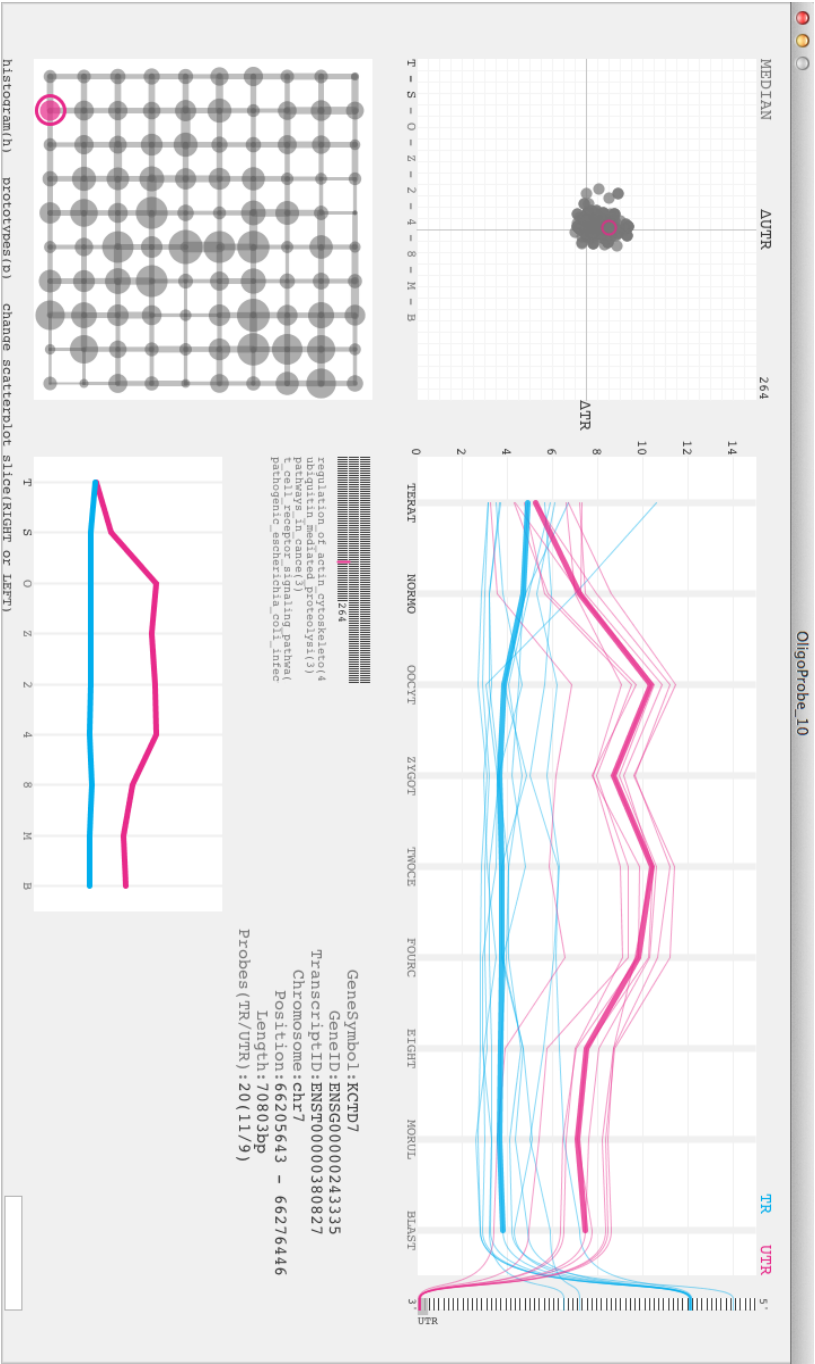 OligoProbe_10
MEDIAN
ΔUTR
264
ΔTR
T - S - O - Z - 2 - 4 - 8 - M - B
TR
UTR
14
12
10
8
6
4
2
0
TERAT
NORMO
OOCYT
ZYGOT
TWOCE
FOURC
EIGHT
MORUL
BLAST
5'
3'
UTR
264
regulation_of_actin_cytoskeleto(4
ubiquitin_mediated_proteolysi(3)
pathways_in_cance(3)
t_cell_receptor_signaling_pathwa(
pathogenic_escherichia_coli_infec
GeneSymbol:KCTD7
GeneID:ENSG00000243335
TranscriptID:ENST00000380827
Chromosome:chr7
Position:66205643 - 66276446
Length:70803bp
Probes(TR/UTR):20(11/9)
T
S
O
Z
2
4
8
M
B
histogram(h) prototypes(p) change scatterplot slice(RIGHT or LEFT)